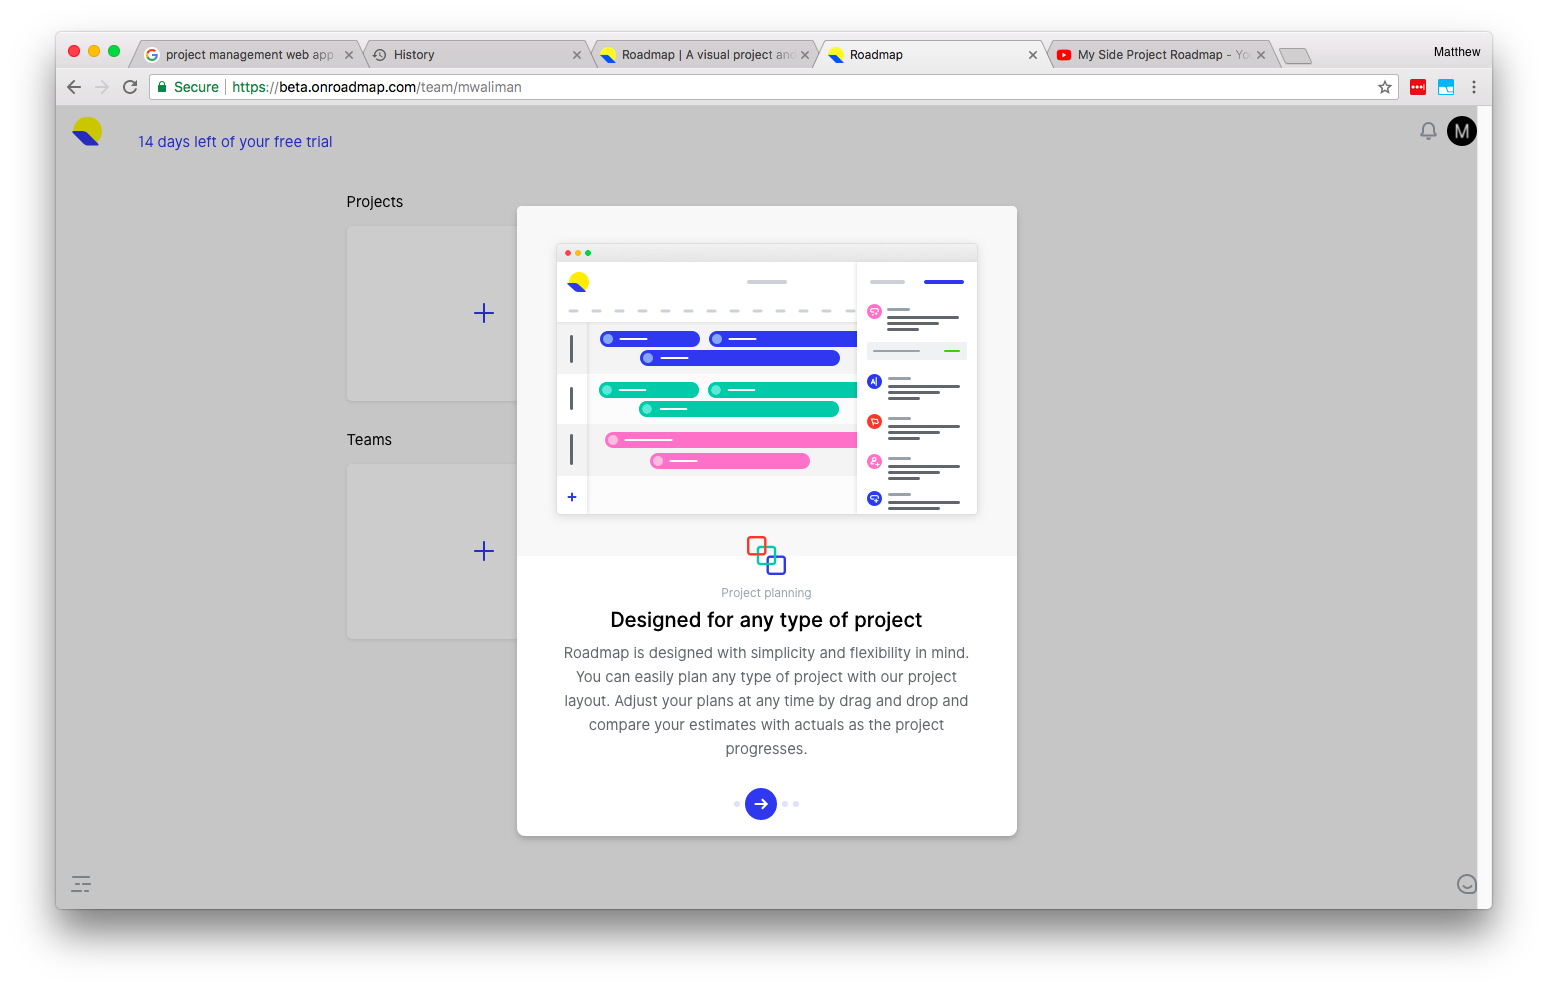 project management web app
History
Roadmap | A visual project and
Roadmap
My Side Project Roadmap - Yo
Matthew
Secure
https://beta.onroadmap.com/team/mwaliman
14 days left of your free trial
M
Projects
Teams
Project planning
Designed for any type of project
Roadmap is designed with simplicity and flexibility in mind.
You can easily plan any type of project with our project
layout. Adjust your plans at any time by drag and drop and
compare your estimates with actuals as the project
progresses.